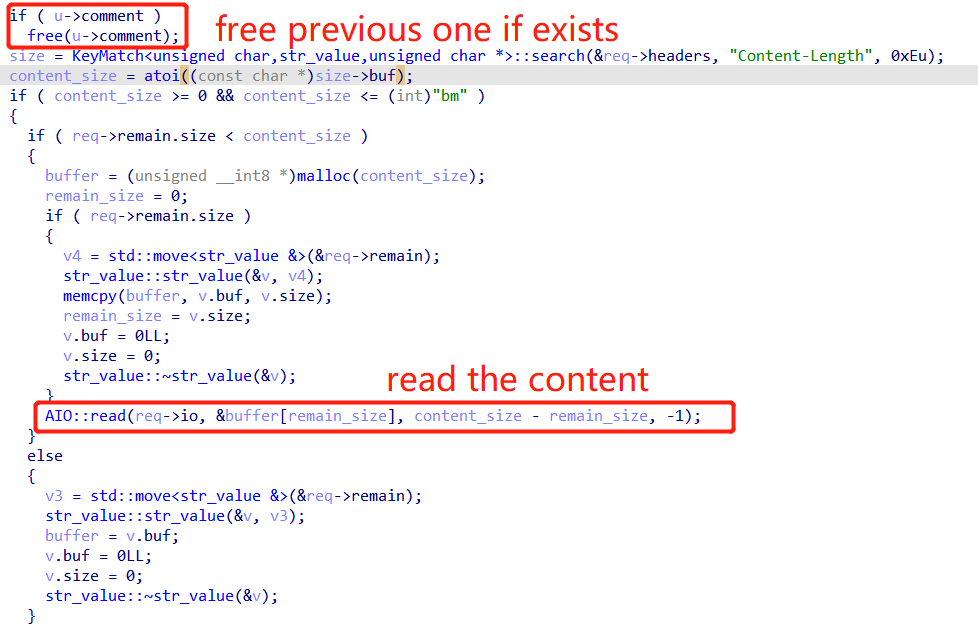 if ( u->comment )
free(u->comment);
free previous one if exists
size = KeyMatch<unsigned char,str_value,unsigned char *>::search(&req->headers, "Content-Length", 0xEu);
content_size = atoi((const char *)size->buf);
if ( content_size >= 0 && content_size <= (int)"bm" )
{
if ( req->remain.size < content_size )
{
buffer = (unsigned __int8 *)malloc(content_size);
remain_size = 0;
if ( req->remain.size )
{
v4 = std::move<str_value &>(&req->remain);
str_value::str_value(&v, v4);
memcpy(buffer, v.buf, v.size);
remain_size = v.size;
v.buf = 0LL;
v.size = 0;
str_value::~str_value(&v);
}
read the content
AIO::read(req->io, &buffer[remain_size], content_size - remain_size, -1);
}
else
{
v3 = std::move<str_value &>(&req->remain);
str_value::str_value(&v, v3);
buffer = v.buf;
v.buf = 0LL;
v.size = 0;
str_value::~str_value(&v);
}